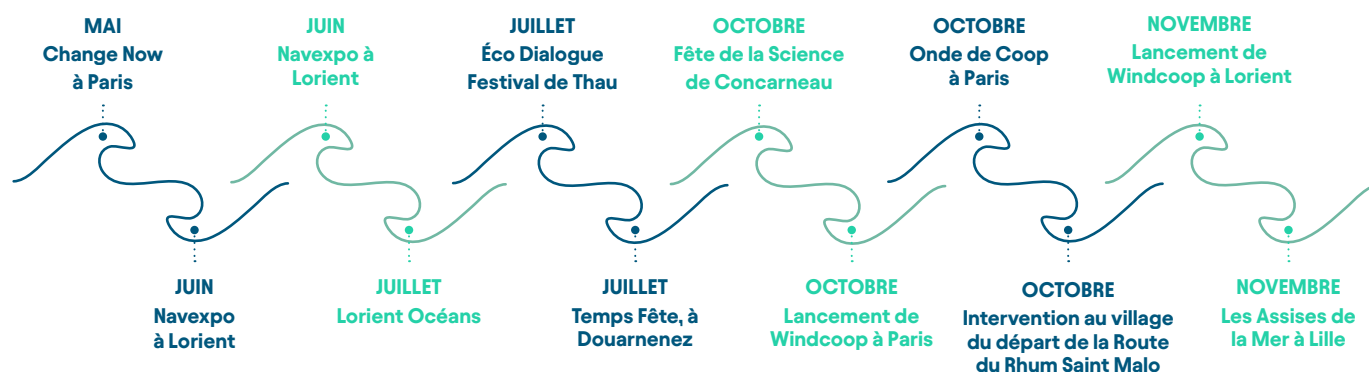 MAI
Change Now
à Paris
JUIN
Navexpo
à Lorient
JUIN
Navexpo à
Lorient
JUILLET
Lorient Océans
JUILLET
Éco Dialogue
Festival de Thau
JUILLET
Temps Fête, à
Douarnenez
OCTOBRE
Fête de la Science
de Concarneau
OCTOBRE
Lancement de
Windcoop à Paris
OCTOBRE
Onde de Coop
à Paris
OCTOBRE
Intervention au village
du départ de la Route
du Rhum Saint Malo
NOVEMBRE
Lancement de
Windcoop à Lorient
NOVEMBRE
Les Assises de
la Mer à Lille